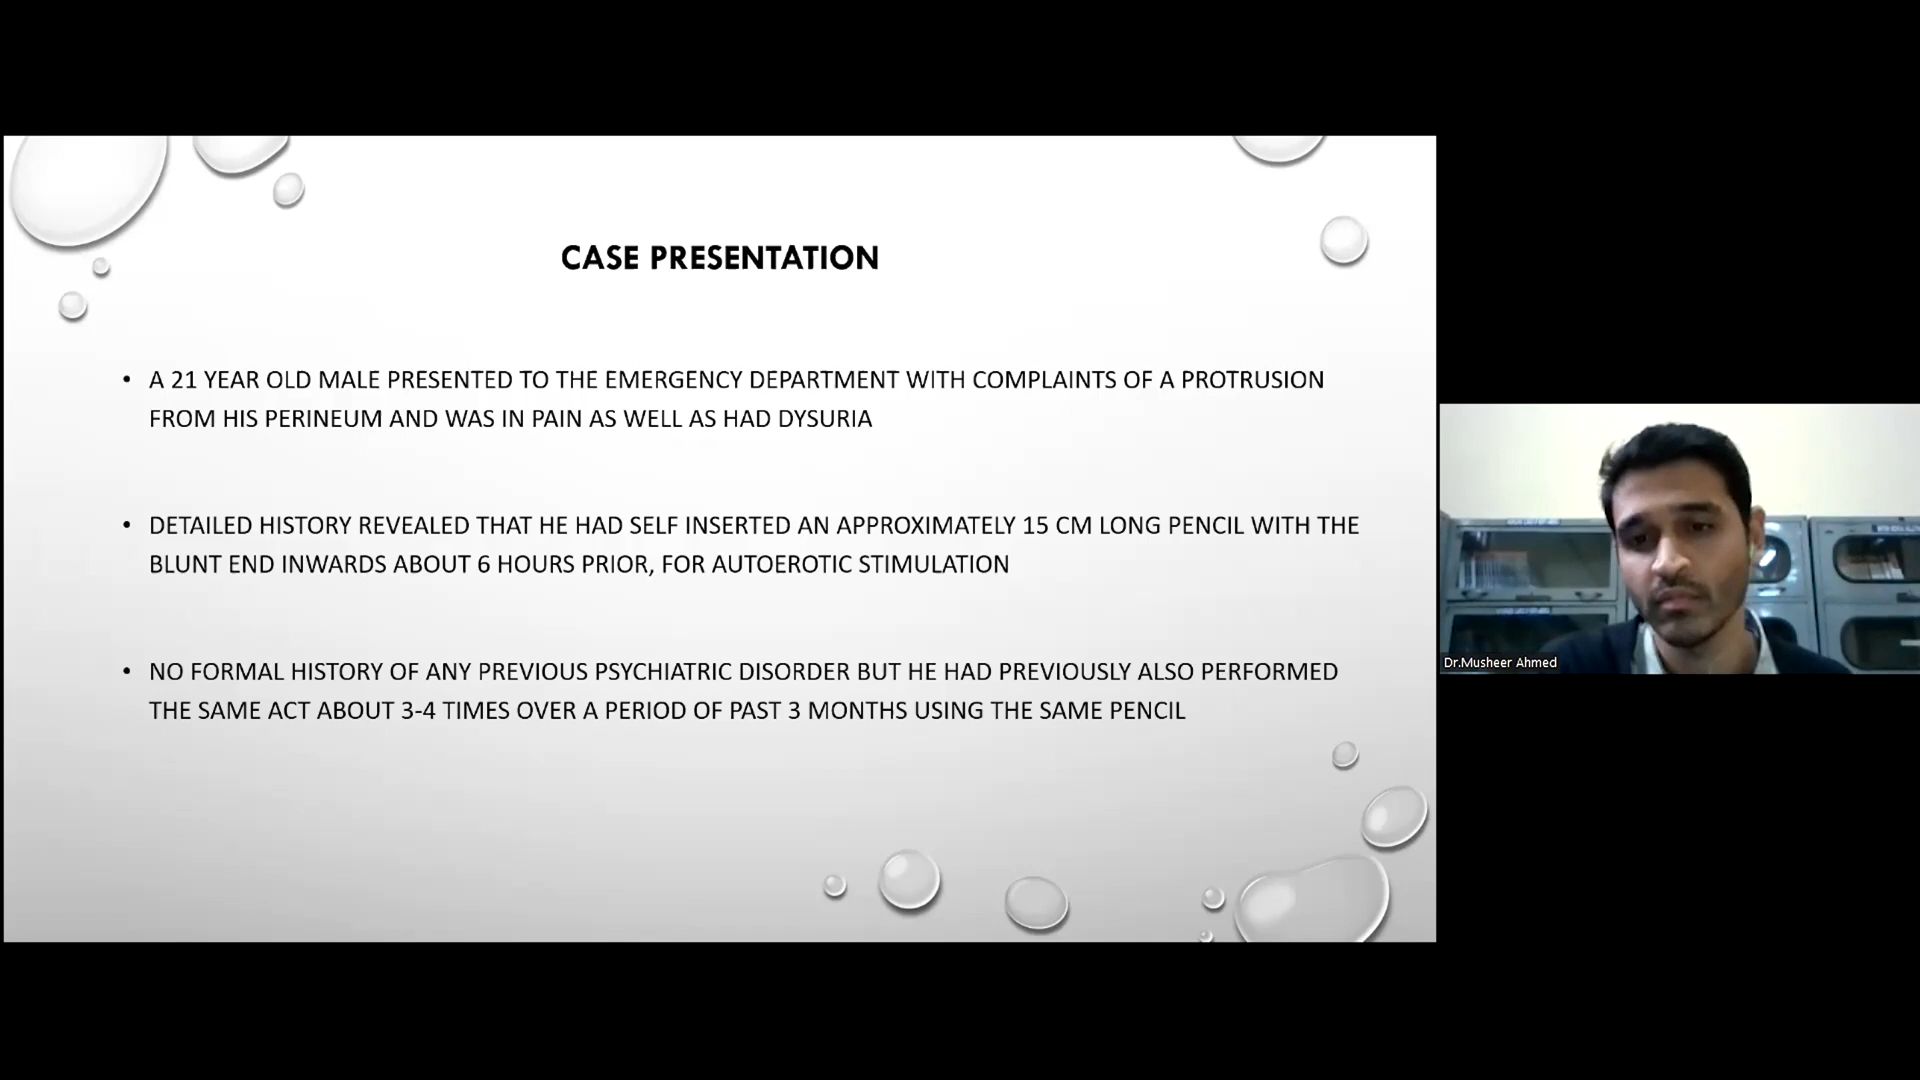 CASE PRESENTATION
• A 21 YEAR OLD MALE PRESENTED TO THE EMERGENCY DEPARTMENT WITH COMPLAINTS OF A PROTRUSION
FROM HIS PERINEUM AND WAS IN PAIN AS WELL AS HAD DYSURIA
• DETAILED HISTORY REVEALED THAT HE HAD SELF INSERTED AN APPROXIMATELY 15 CM LONG PENCIL WITH THE
BLUNT END INWARDS ABOUT 6 HOURS PRIOR, FOR AUTOEROTIC STIMULATION
• NO FORMAL HISTORY OF ANY PREVIOUS PSYCHIATRIC DISORDER BUT HE HAD PREVIOUSLY ALSO PERFORMED
THE SAME ACT ABOUT 3-4 TIMES OVER A PERIOD OF PAST 3 MONTHS USING THE SAME PENCIL
Dr.Musheer Ahmed